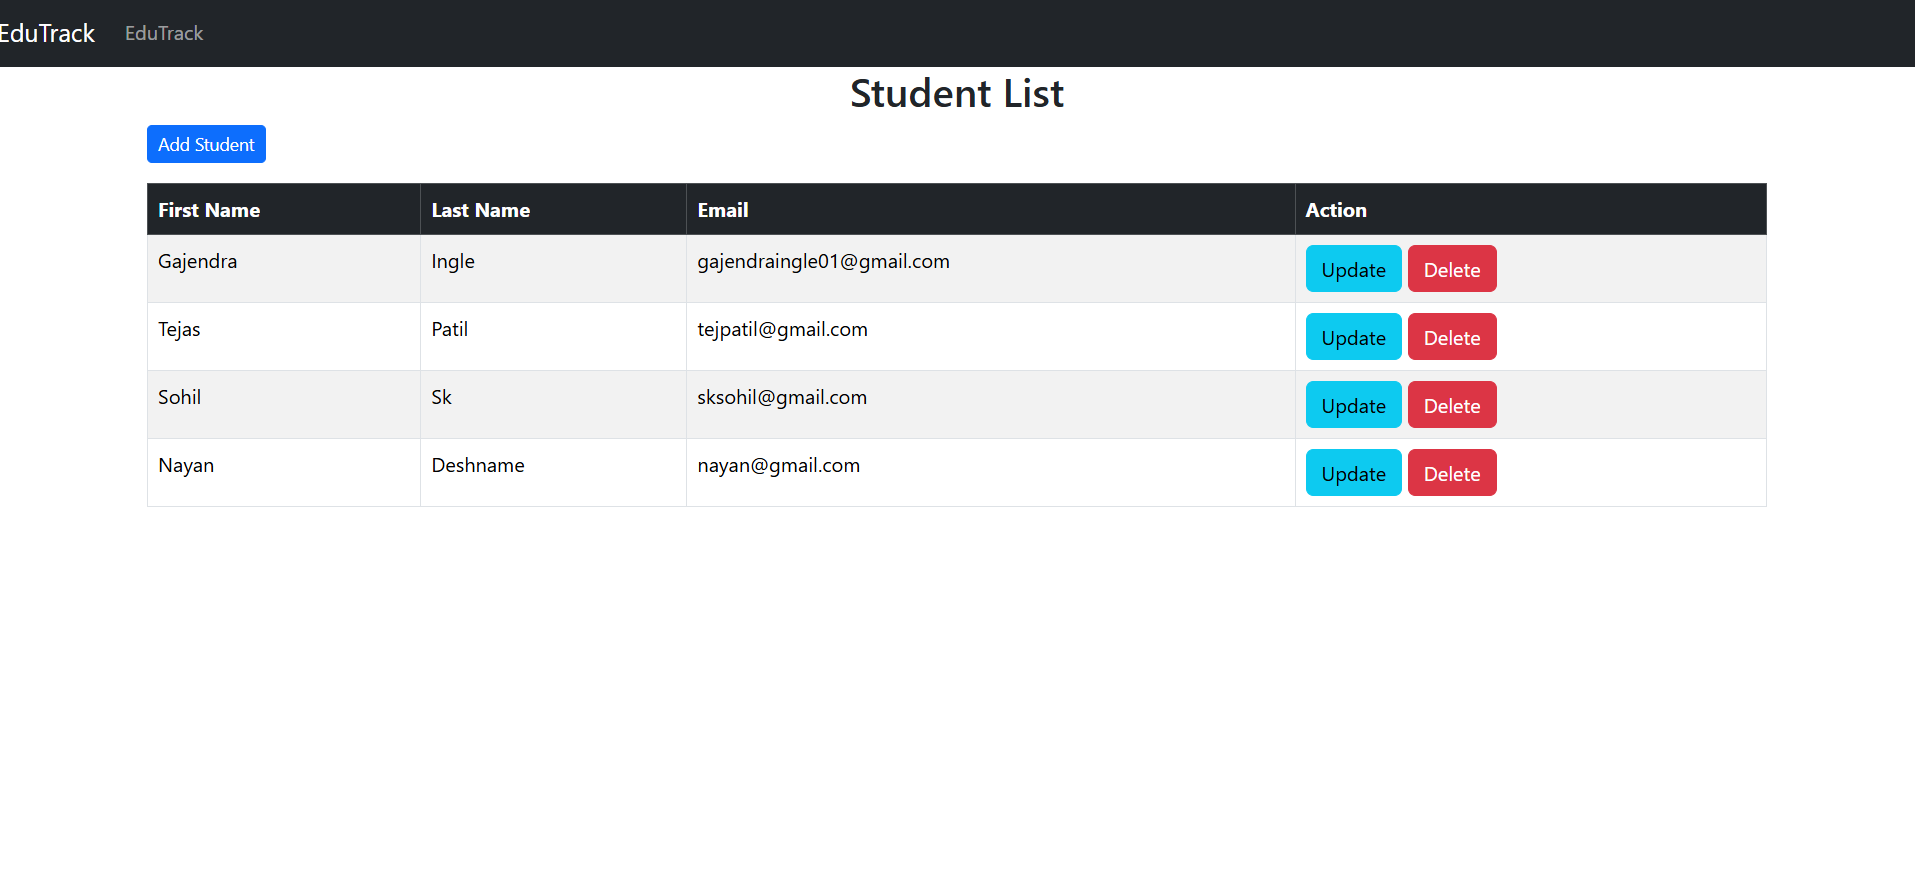 EduTrack EduTrack
Student List
Add Student
First Name Last Name Email Action
Gajendra Ingle gajendraingle01@gmail.com Update Delete
Tejas Patil tejpatil@gmail.com Update Delete
Sohil Sk sksohil@gmail.com Update Delete
Nayan Deshname nayan@gmail.com Update Delete